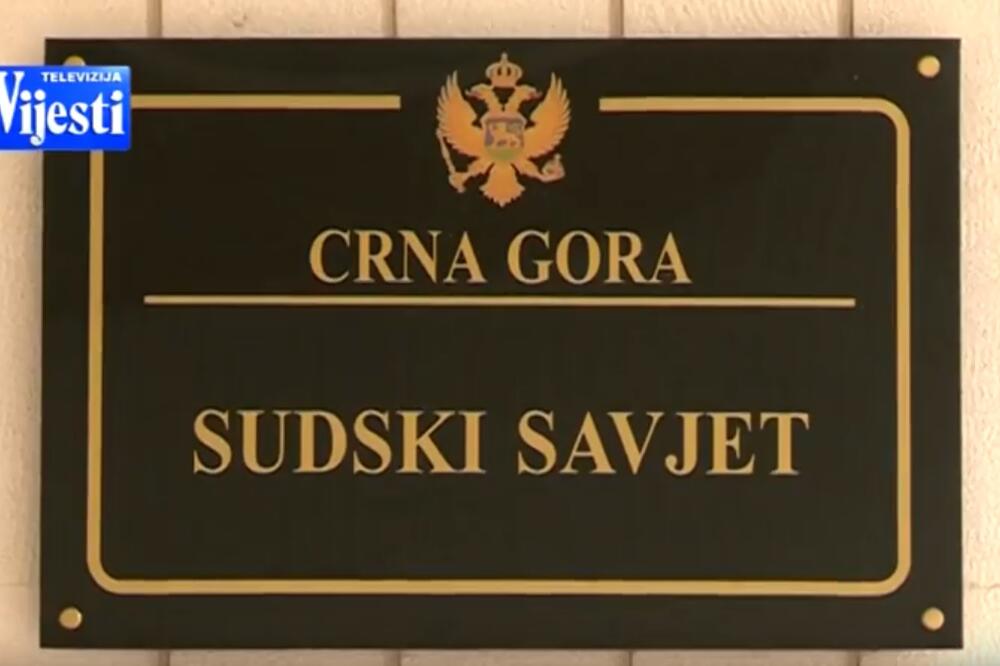 TELEVIZIJA
Vijesti
CRNA GORA
SUDSKI SAVJET